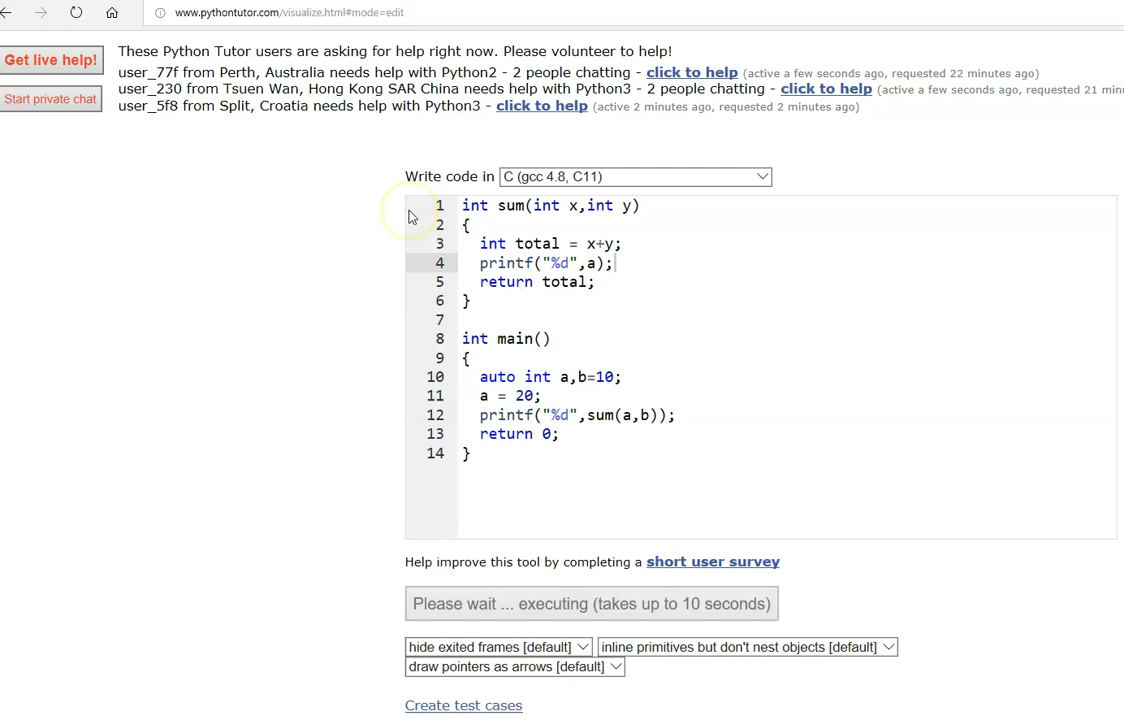 www.pythontutor.com/visualize.html#mode=edit
Get live help!
These Python Tutor users are asking for help right now. Please volunteer to help!
user_77f from Perth, Australia needs help with Python2 - 2 people chatting - click to help (active a few seconds ago, requested 22 minutes ago)
user_230 from Tsuen Wan, Hong Kong SAR China needs help with Python3 - 2 people chatting - click to help (active a few seconds ago, requested 21 min
Start private chat
user_5f8 from Split, Croatia needs help with Python3 - click to help (active 2 minutes ago, requested 2 minutes ago)
Write code in C (gcc 4.8, C11)
1 int sum(int x,int y)
2 {
3 int total = x+y;
4 printf("%d",a);
5 return total;
6 }
7
8 int main()
9 {
10 auto int a,b=10;
11 a = 20;
12 printf("%d",sum(a,b));
13 return 0;
14 }
Help improve this tool by completing a short user survey
Please wait ... executing (takes up to 10 seconds)
hide exited frames [default] inline primitives but don't nest objects [default]
draw pointers as arrows [default]
Create test cases